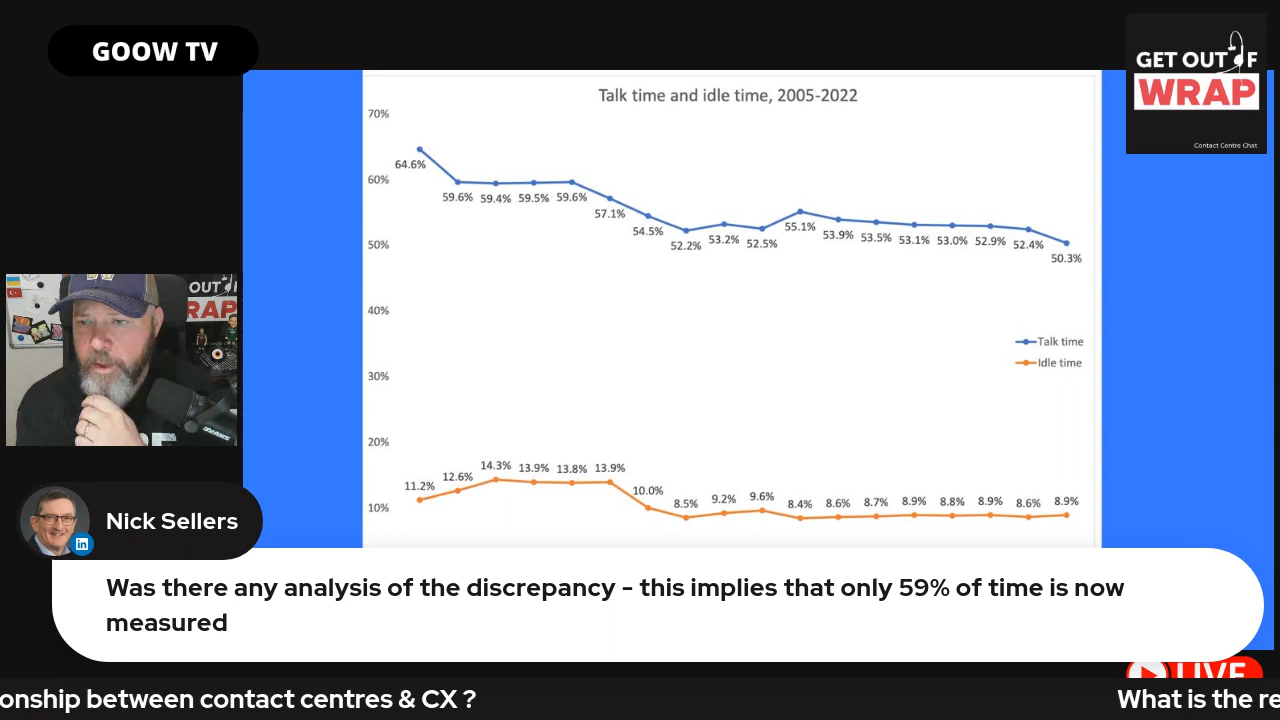 GOOW TV
GET OUT OF
WRAP
Contact Centre Chat
Talk time and idle time, 2005-2022
70%
60%
50%
40%
30%
20%
10%
64.6%
59.6%
59.4%
59.5%
59.6%
57.1%
54.5%
52.2%
53.2%
52.5%
55.1%
53.9%
53.5%
53.1%
53.0%
52.9%
52.4%
50.3%
Talk time
Idle time
11.2%
12.6%
14.3%
13.9%
13.8%
13.9%
10.0%
8.5%
9.2%
9.6%
8.4%
8.6%
8.7%
8.9%
8.8%
8.9%
8.6%
8.9%
OUT
RAP
SHURE
in
Nick Sellers
Was there any analysis of the discrepancy - this implies that only 59% of time is now
measured
LIVE
onship between contact centres & CX ?
What is the re